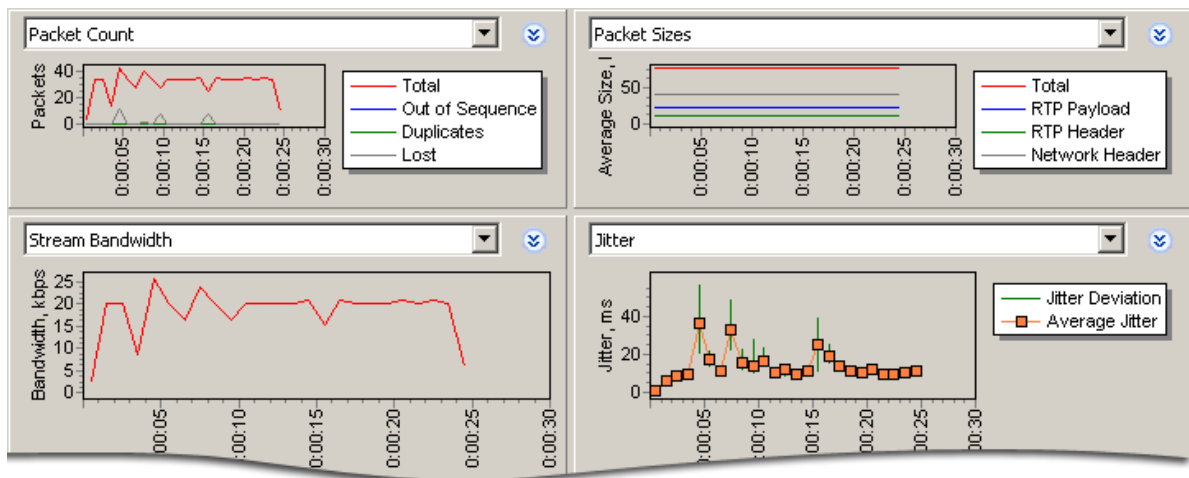 Packet Count
Packets
40
20
0
0:00:05
0:00:10
0:00:15
0:00:20
0:00:25
0:00:30
Total
Out of Sequence
Duplicates
Lost
Packet Sizes
Average Size, l
50
0
0:00:05
0:00:10
0:00:15
0:00:20
0:00:25
0:00:30
Total
RTP Payload
RTP Header
Network Header
Stream Bandwidth
Bandwidth, kbps
25
20
15
10
5
0
:00:05
0:00:10
0:00:15
0:00:20
0:00:25
0:00:30
Jitter
Jitter, ms
40
20
0
0:00:05
0:00:10
0:00:15
0:00:20
0:00:25
0:00:30
Jitter Deviation
Average Jitter